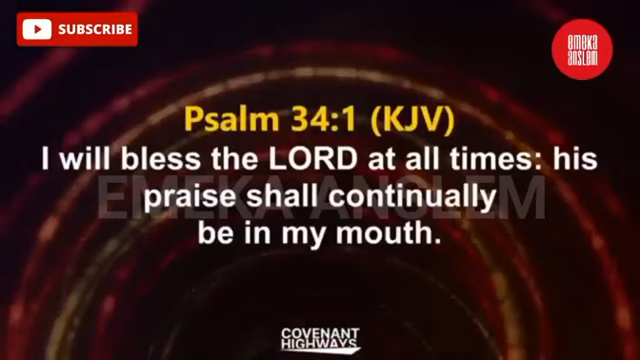 SUBSCRIBE
emeka
anslem
Psalm 34:1 (KJV)
I will bless the LORD at all times: his
praise shall continually
EMEKA ANSLEM
be in my mouth.
COVENANT
HIGHWAYS